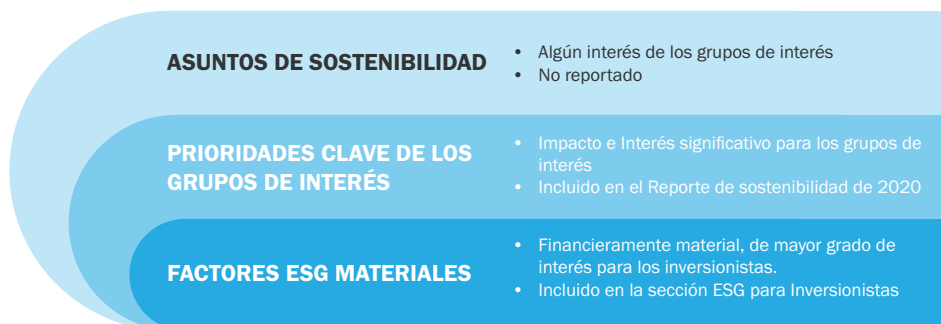 ASUNTOS DE SOSTENIBILIDAD
• Algún interés de los grupos de interés
• No reportado
PRIORIDADES CLAVE DE LOS
GRUPOS DE INTERÉS
• Impacto e Interés significativo para los grupos de
interés
• Incluido en el Reporte de sostenibilidad de 2020
FACTORES ESG MATERIALES
• Financieramente material, de mayor grado de
interés para los inversionistas.
• Incluido en la sección ESG para Inversionistas